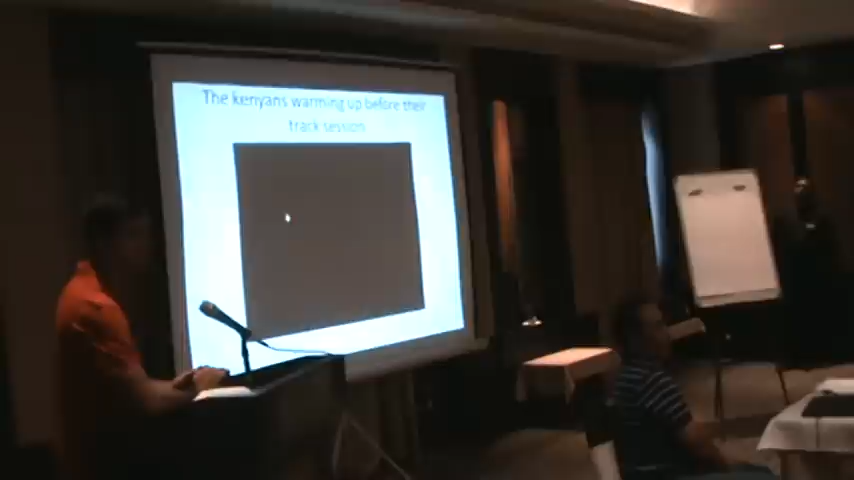 The kenyans warming up before their
track session